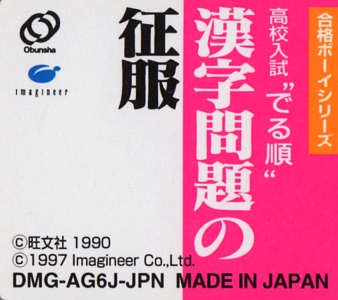 合格ボーイシリーズ
高校入試“でる順“
漢字問題の
征服
Obunsha
imagineer
©旺文社 1990
©1997 Imagineer Co.,Ltd.
DMG-AG6J-JPN MADE IN JAPAN